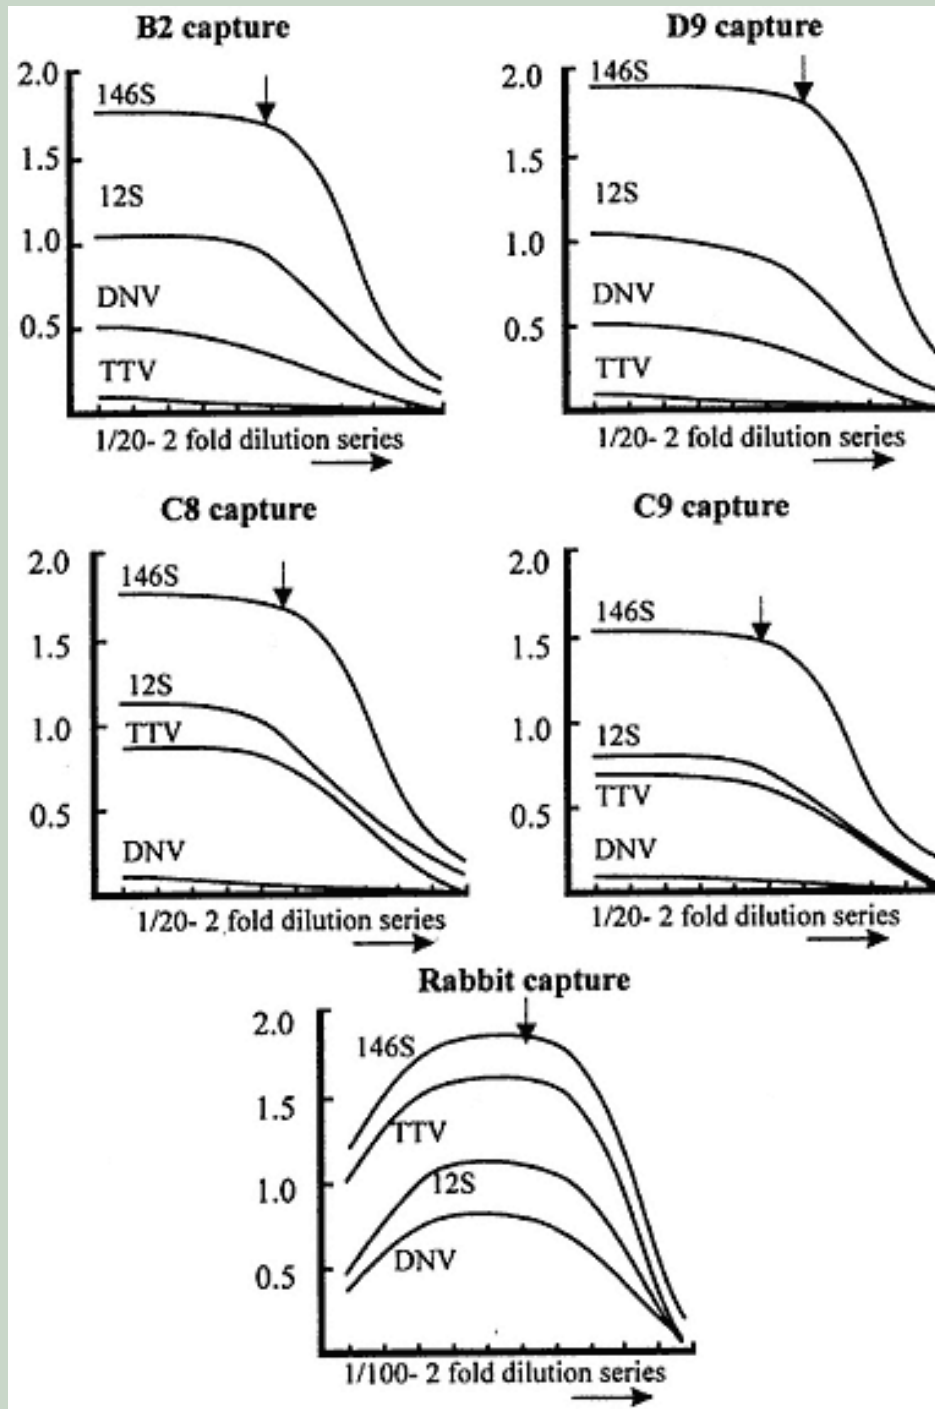 B2 capture
2.0
146S
1.5
12S
1.0
DNV
0.5
TTV
1/20- 2 fold dilution series
D9 capture
2.0
146S
1.5
12S
1.0
DNV
0.5
TTV
1/20- 2 fold dilution series
C8 capture
2.0
146S
1.5
12S
1.0
TTV
0.5
DNV
1/20- 2 fold dilution series
C9 capture
2.0
146S
1.5
1.0
12S
TTV
0.5
DNV
1/20- 2 fold dilution series
Rabbit capture
2.0
146S
1.5
TTV
1.0
12S
0.5
DNV
1/100- 2 fold dilution series